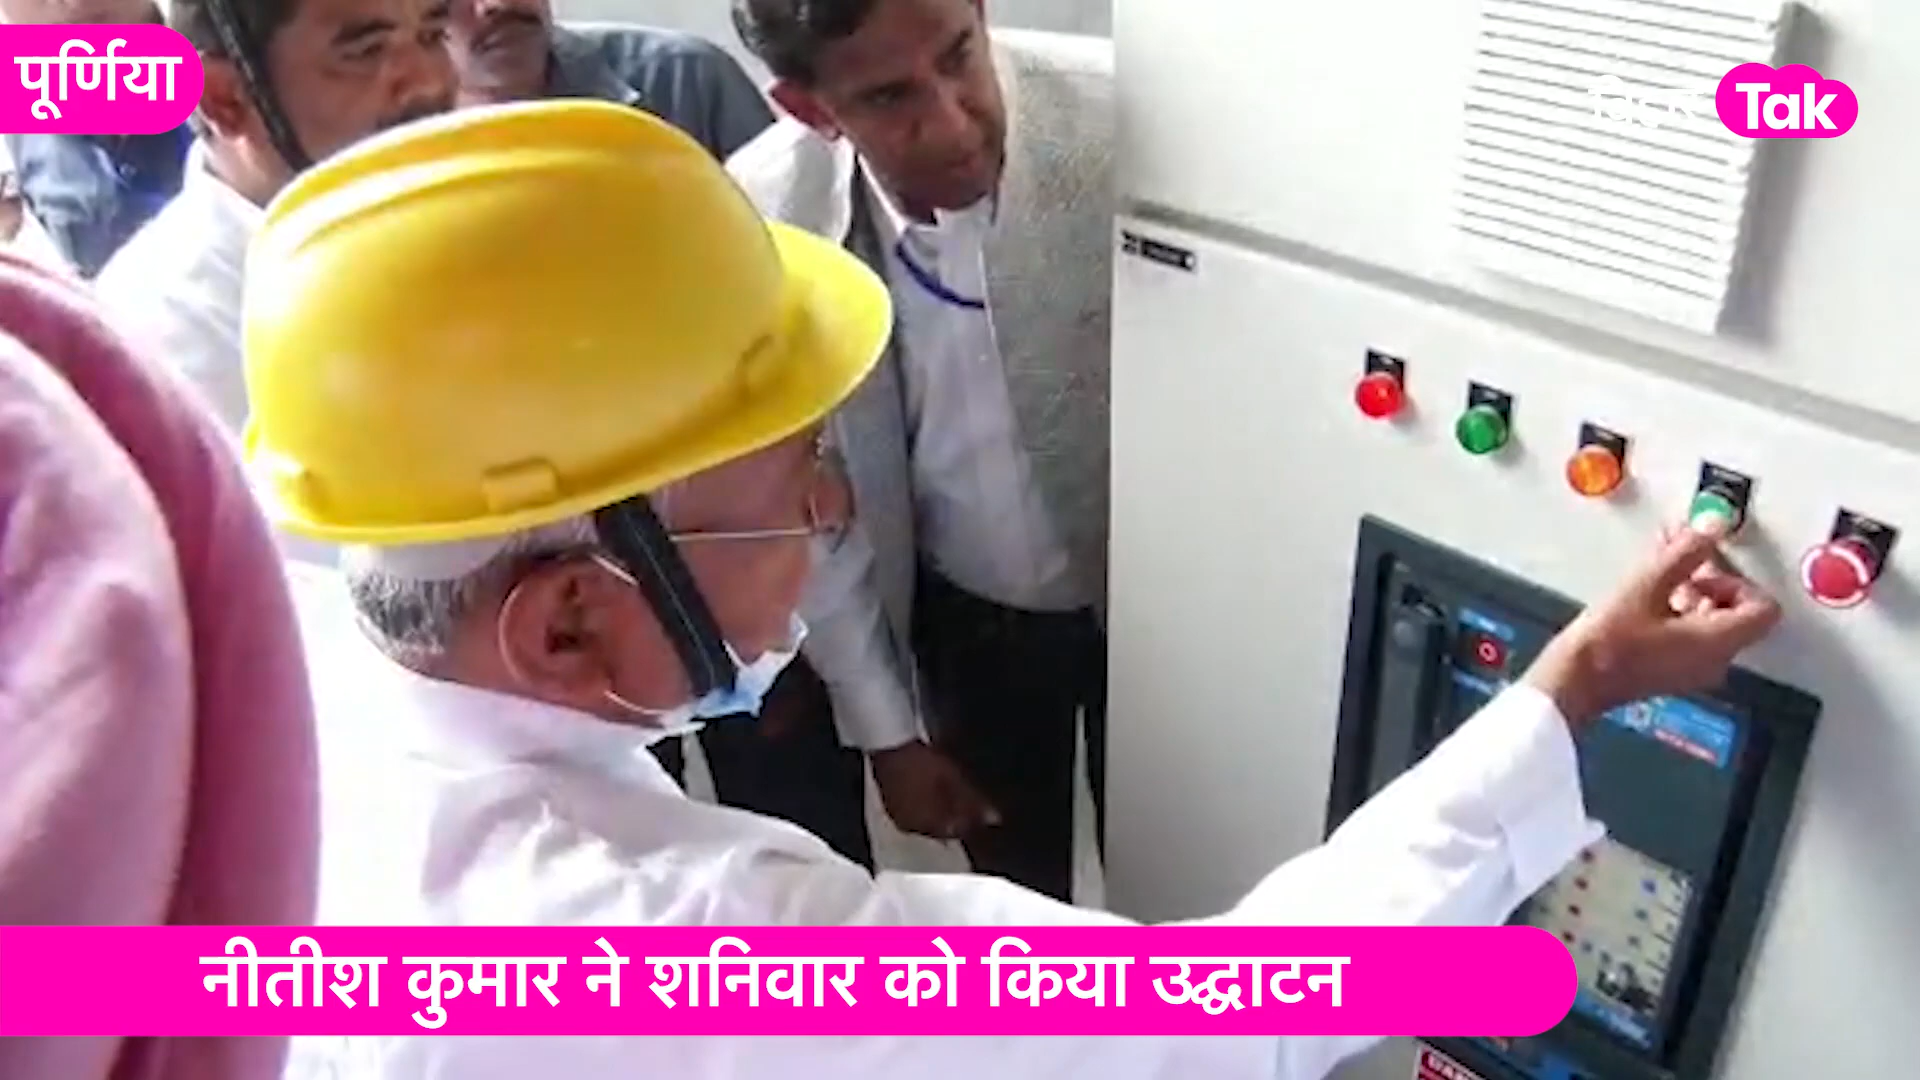 पूर्णिया
बिहार Tak
नीतीश कुमार ने शनिवार को किया उद्घाटन